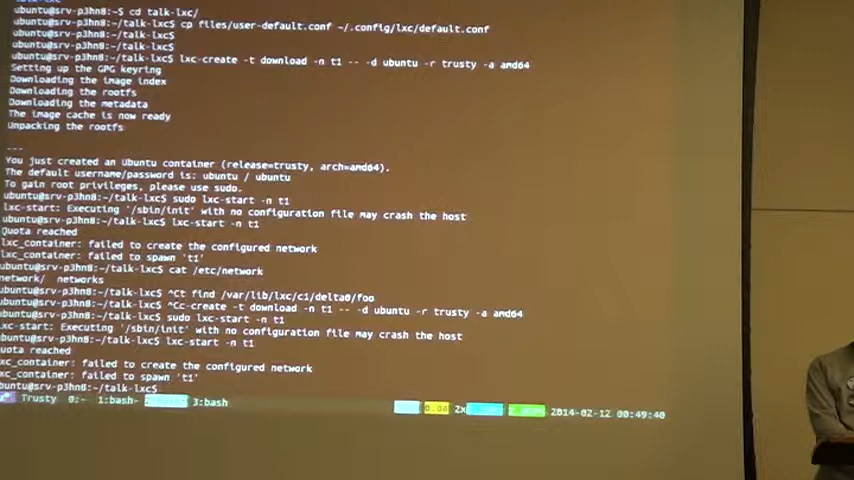 ubuntu@srv-p3hn8:~$ cd talk-lxc/
ubuntu@srv-p3hn8:~/talk-lxc$ cp files/user-default.conf ~/.config/lxc/default.conf
ubuntu@srv-p3hn8:~/talk-lxc$
ubuntu@srv-p3hn8:~/talk-lxc$
ubuntu@srv-p3hn8:~/talk-lxc$ lxc-create -t download -n t1 -- -d ubuntu -r trusty -a amd64
Setting up the GPG keyring
Downloading the image index
Downloading the rootfs
Downloading the metadata
The image cache is now ready
Unpacking the rootfs
---
You just created an Ubuntu container (release=trusty, arch=amd64).
The default username/password is: ubuntu / ubuntu
To gain root privileges, please use sudo.
ubuntu@srv-p3hn8:~/talk-lxc$ sudo lxc-start -n t1
lxc-start: Executing '/sbin/init' with no configuration file may crash the host
ubuntu@srv-p3hn8:~/talk-lxc$ lxc-start -n t1
Quota reached
lxc_container: failed to create the configured network
lxc_container: failed to spawn 't1'
ubuntu@srv-p3hn8:~/talk-lxc$ cat /etc/network
network/ networks
ubuntu@srv-p3hn8:~/talk-lxc$ ^Ct find /var/lib/lxc/c1/delta0/foo
ubuntu@srv-p3hn8:~/talk-lxc$ ^Cc-create -t download -n t1 -- -d ubuntu -r trusty -a amd64
ubuntu@srv-p3hn8:~/talk-lxc$ sudo lxc-start -n t1
xc-start: Executing '/sbin/init' with no configuration file may crash the host
ubuntu@srv-p3hn8:~/talk-lxc$ lxc-start -n t1
uota reached
xc_container: failed to create the configured network
xc_container: failed to spawn 't1'
ubuntu@srv-p3hn8:~/talk-lxc$
Trusty 0:~ 1:bash- 3:bash 0.00 2x 2014-02-12 00:49:40